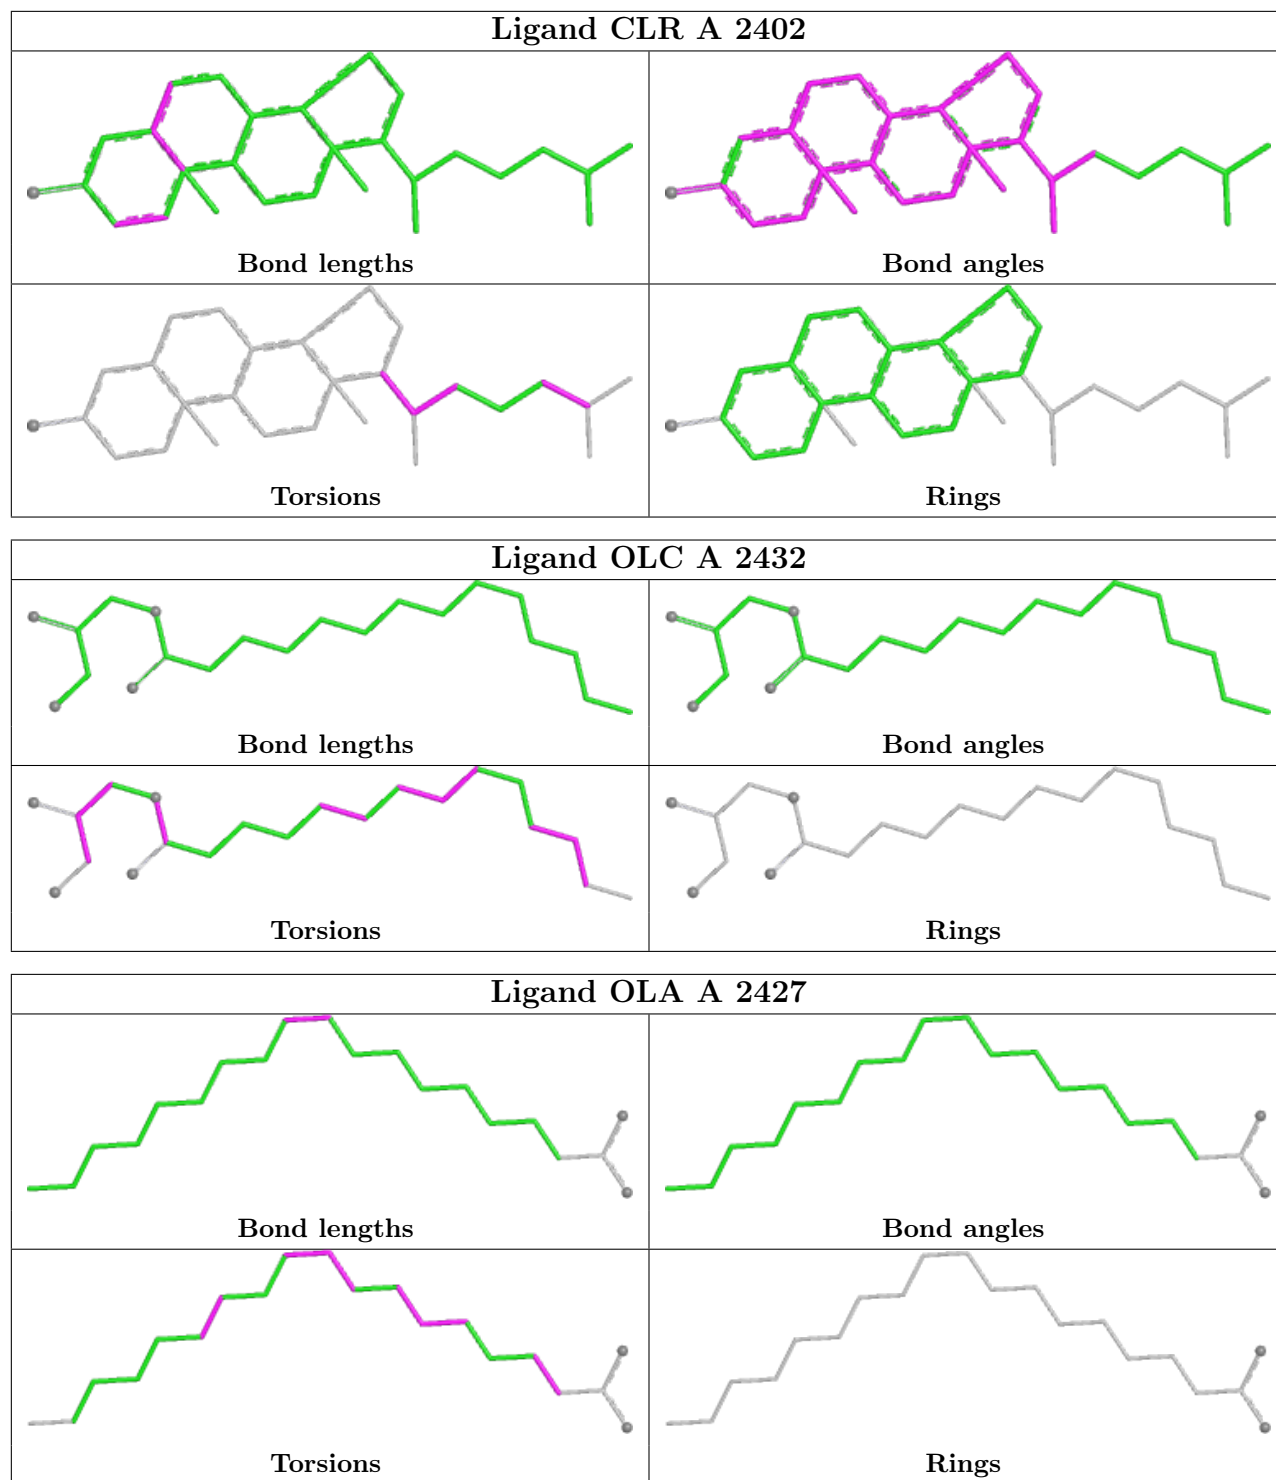 Ligand CLR A 2402
Bond lengths
Bond angles
Torsions
Rings
Ligand OLC A 2432
Bond lengths
Bond angles
Torsions
Rings
Ligand OLA A 2427
Bond lengths
Bond angles
Torsions
Rings